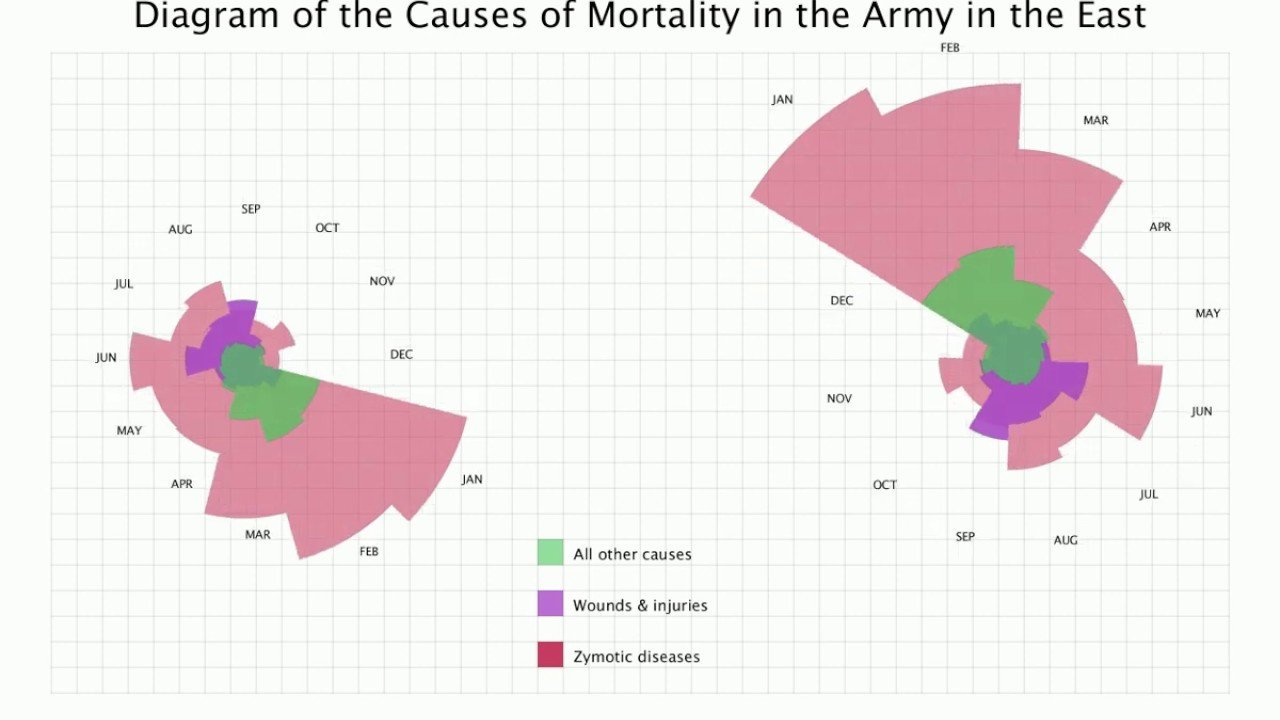 Diagram of the Causes of Mortality in the Army in the East
FEB
JAN
MAR
SEP
AUG
OCT
APR
JUL
NOV
DEC
MAY
JUN
DEC
NOV
JUN
MAY
APR
JAN
OCT
JUL
MAR
FEB
SEP
AUG
All other causes
Wounds & injuries
Zymotic diseases